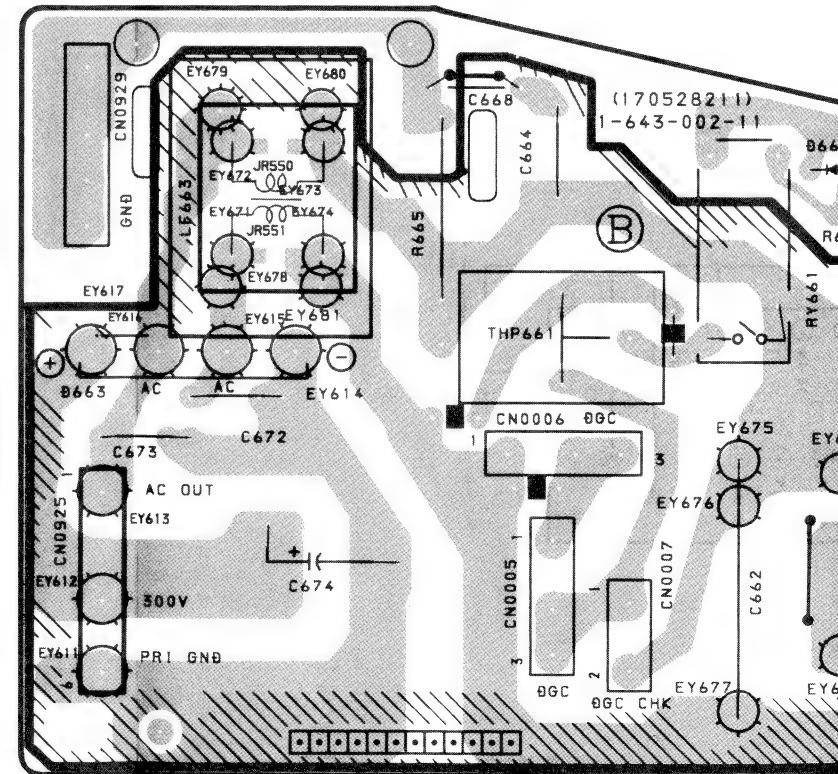 EY679
EY680
CN0929
C668
(170528211)
1-643-002-11
C664
JR550
EY672
EY673
GND
LF663
EY671
EY674
JR551
R665
B
EY678
EY617
EY616
EY615
EY681
THP661
RY661
+
-
D663
AC
AC
EY614
CN0006 DGC
C672
1
EY675
C673
3
1
AC OUT
EY676
EY613
CN0925
1
CN0007
EY612
300V
+
C674
CN0005
1
C662
EY611
PRI GND
6
3
2
EY677
DGC
DGC CHK